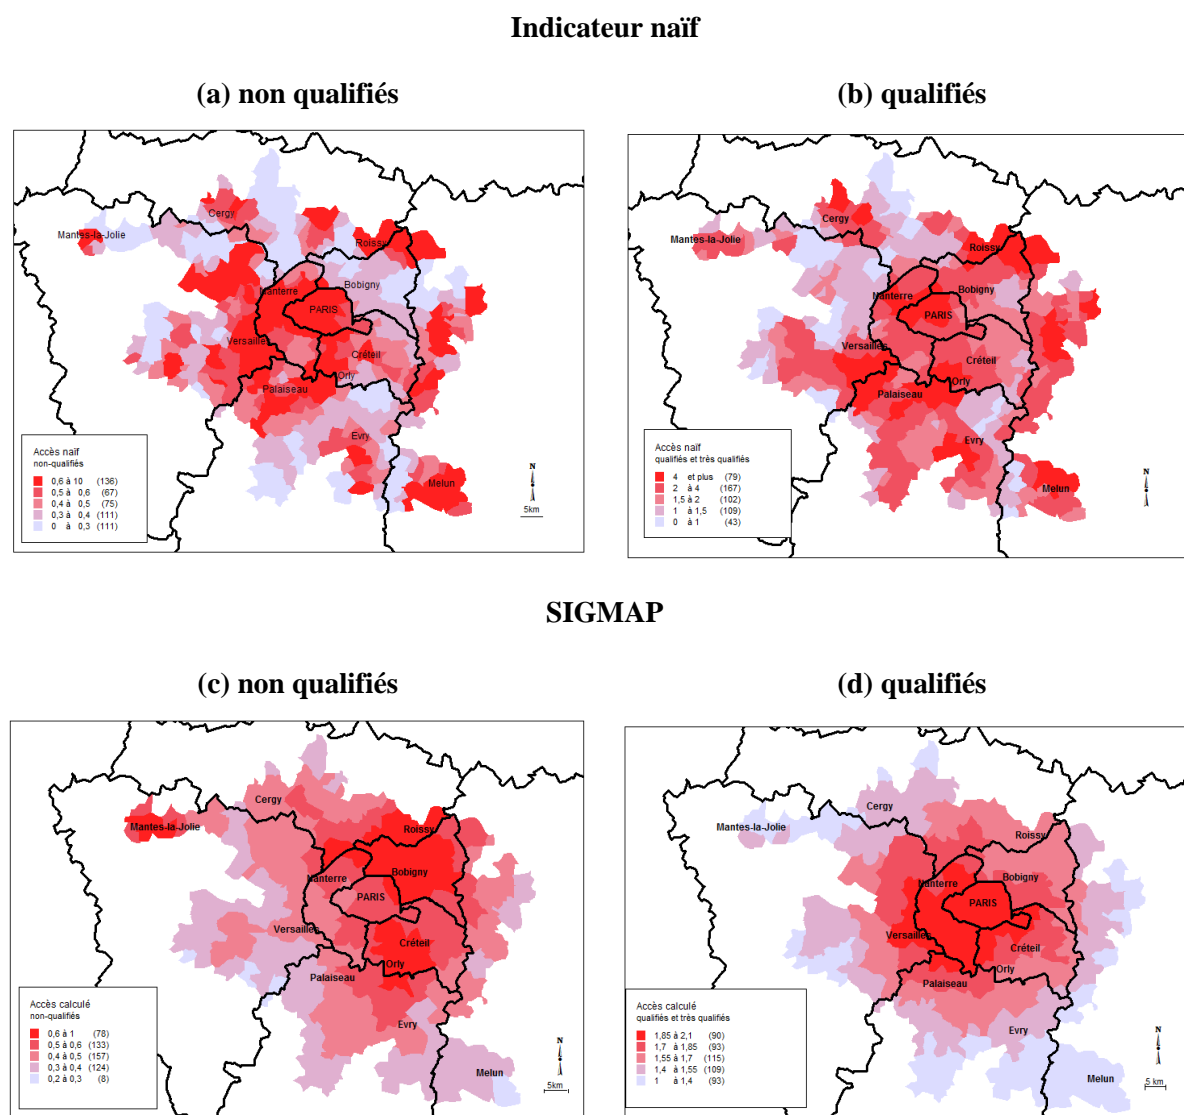 Indicateur naïf
(a) non qualifiés
(b) qualifiés
Cergy
Mantes-la-Jolie
Roissy
Nanterre
Bobigny
PARIS
Versailles
Créteil
Orly
Palaiseau
Evry
Melun
Accès naïf
non-qualifiés
0,6 à 10 (136)
0,5 à 0,6 (67)
0,4 à 0,5 (75)
0,3 à 0,4 (111)
0 à 0,3 (111)
N
5km
Cergy
Mantes-la-Jolie
Roissy
Nanterre
Bobigny
PARIS
Versailles
Créteil
Orly
Palaiseau
Evry
Melun
Accès naïf
qualifiés et très qualifiés
4 et plus (79)
2 à 4 (167)
1,5 à 2 (102)
1 à 1,5 (109)
0 à 1 (43)
N
SIGMAP
(c) non qualifiés
(d) qualifiés
Cergy
Mantes-la-Jolie
Roissy
Nanterre
Bobigny
PARIS
Versailles
Créteil
Orly
Palaiseau
Evry
Melun
Accès calculé
non-qualifiés
0,6 à 1 (78)
0,5 à 0,6 (133)
0,4 à 0,5 (157)
0,3 à 0,4 (124)
0,2 à 0,3 (8)
N
5km
Cergy
Mantes-la-Jolie
Roissy
Nanterre
Bobigny
PARIS
Versailles
Créteil
Orly
Palaiseau
Evry
Melun
Accès calculé
qualifiés et très qualifiés
1,85 à 2,1 (90)
1,7 à 1,85 (93)
1,55 à 1,7 (115)
1,4 à 1,55 (109)
1 à 1,4 (93)
N
5 km